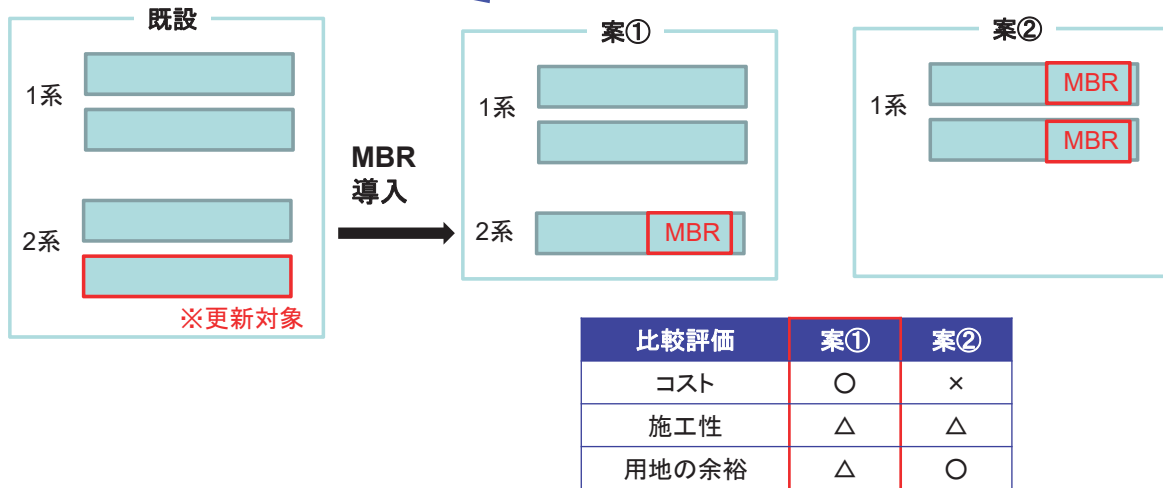 既設
1系
2系
※更新対象
MBR
導入
案①
1系
2系
MBR
案②
1系
MBR
MBR
比較評価 案① 案②
コスト ○ ×
施工性 △ △
用地の余裕 △ ○